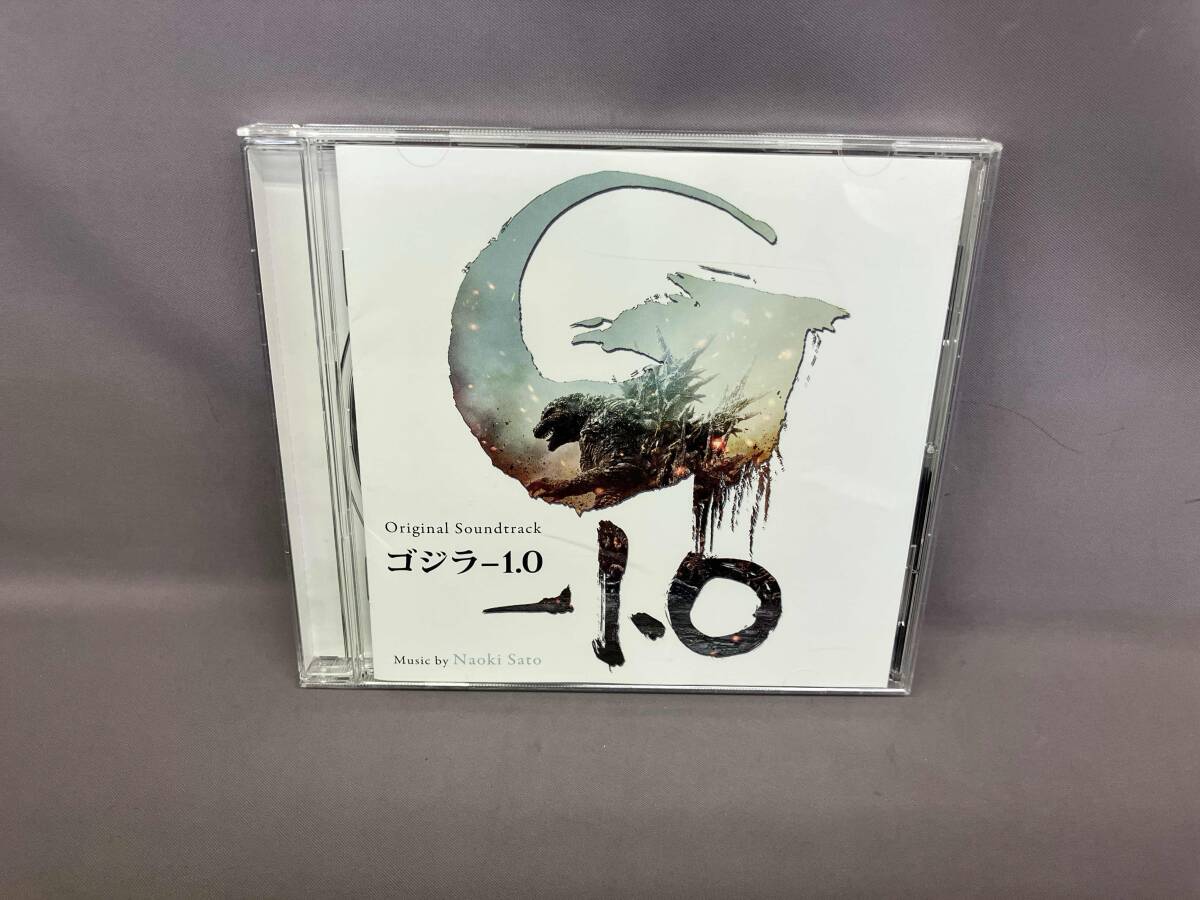 G
Original Soundtrack
ゴジラ−1.0
−1.0
Music by Naoki Sato